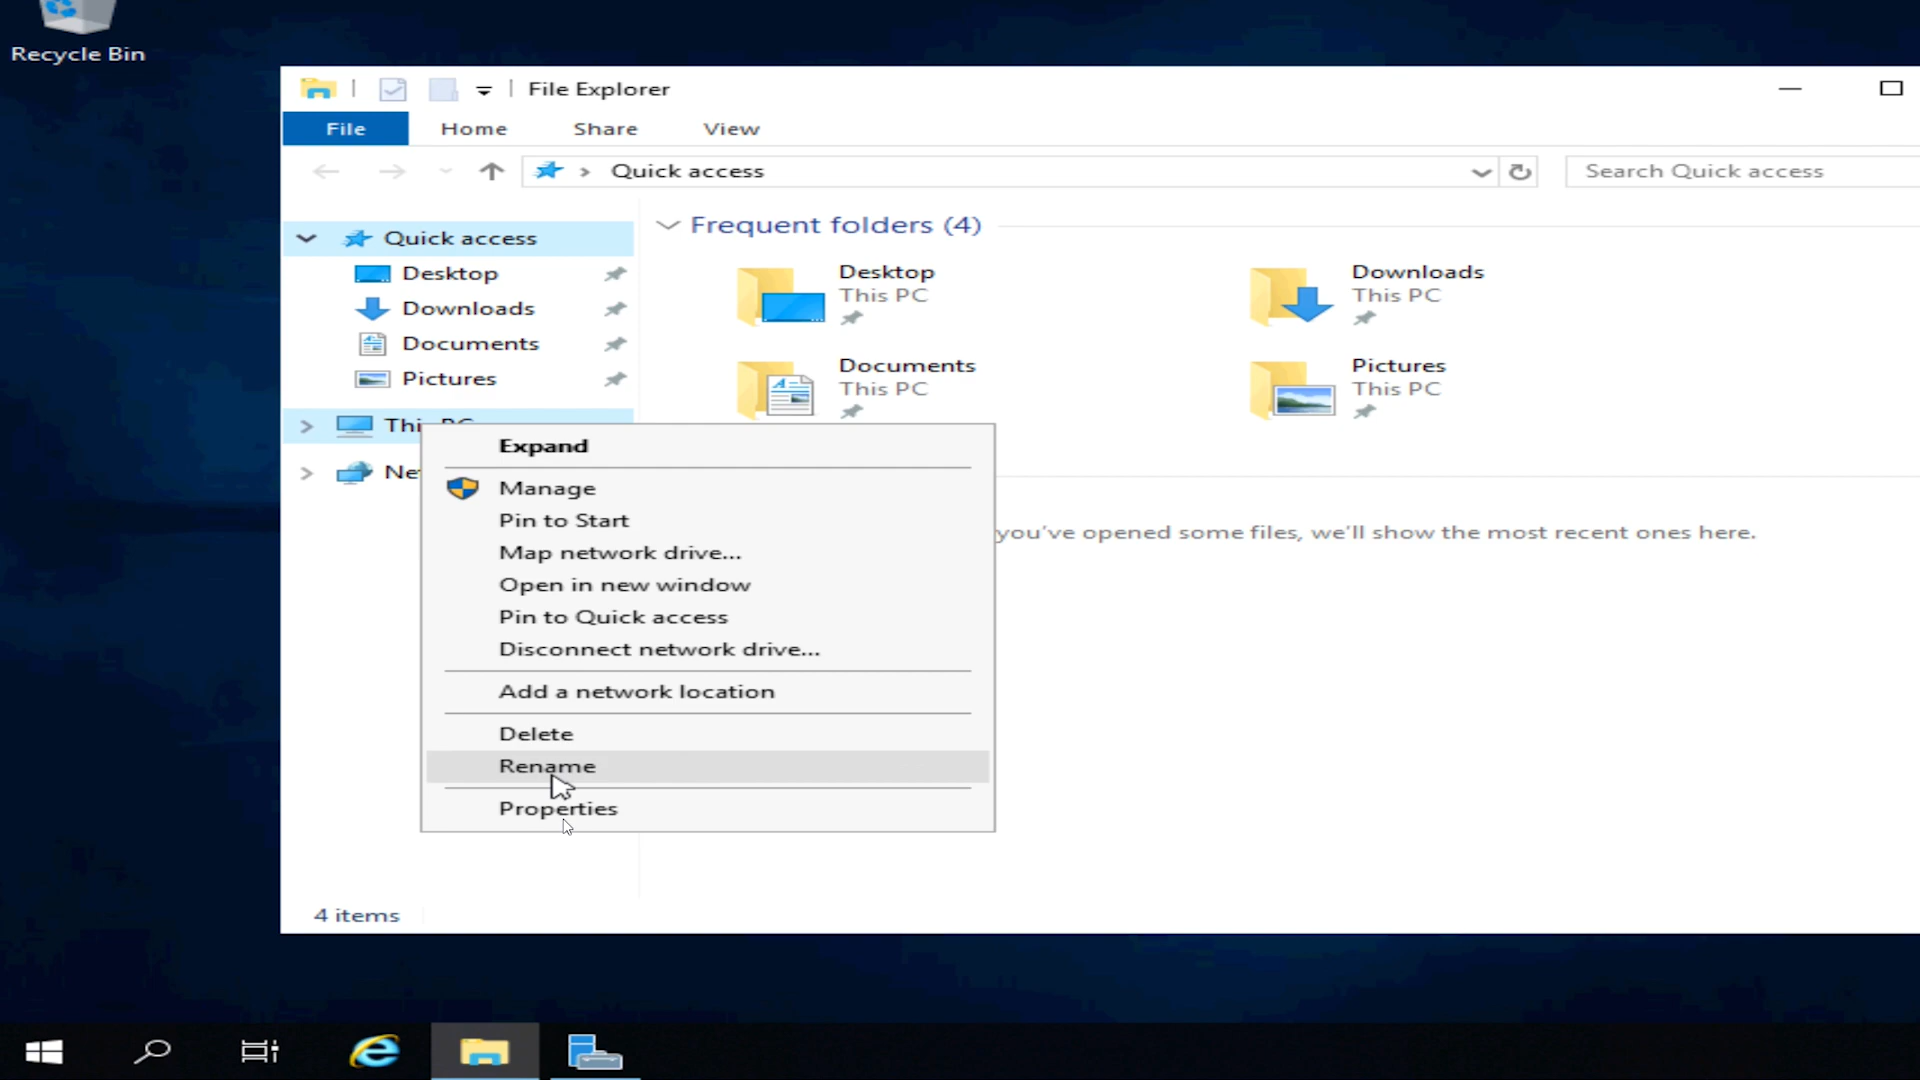 Recycle Bin
File Explorer
File Home Share View
Quick access
Search Quick access
Quick access
Desktop
Downloads
Documents
Pictures
Frequent folders (4)
Desktop
This PC
Downloads
This PC
Documents
This PC
Pictures
This PC
Expand
Manage
Pin to Start
Map network drive...
Open in new window
Pin to Quick access
Disconnect network drive...
Add a network location
Delete
Rename
Properties
you've opened some files, we'll show the most recent ones here.
4 items